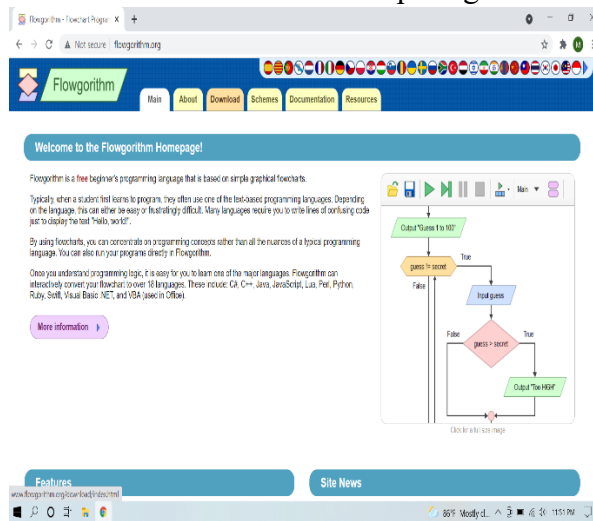 Flowgorithm - Flowchart Program
Not secure flowgorithm.org
Flowgorithm
Main About Download Schemes Documentation Resources
Welcome to the Flowgorithm Homepage!
Flowgorithm is a free beginner's programming language that is based on simple graphical flowcharts.
Typically, when a student first learns to program, they often use one of the text-based programming languages. Depending
on the language, this can either be easy or frustratingly difficult. Many languages require you to write lines of confusing code
just to display the text "Hello, world!".
By using flowcharts, you can concentrate on programming concepts rather than all the nuances of a typical programming
language. You can also run your programs directly in Flowgorithm.
Once you understand programming logic, it is easy for you to learn one of the major languages. Flowgorithm can
interactively convert your flowchart to over 18 languages. These include: C#, C++, Java, JavaScript, Lua, Perl, Python,
Ruby, Swift, Visual Basic .NET, and VBA (used in Office).
More information
Main
Output "Guess 1 to 100"
guess != secret
True
False
Input guess
False
True
guess > secret
Output "Too HIGH"
Click for a full size image
Features
Site News
www.flowgorithm.org/download/index.html
86°F Mostly cl... 11:51 PM